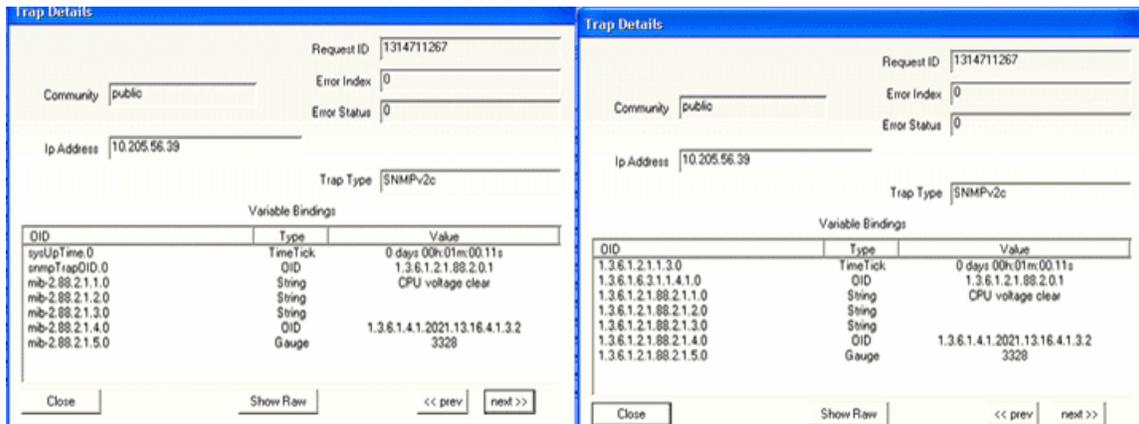 Trap Details
Request ID 1314711267
Error Index 0
Community public
Error Status 0
Ip Address 10.205.56.39
Trap Type SNMPv2c
Variable Bindings
OID Type Value
sysUpTime.0 TimeTick 0 days 00h:01m:00.11s
snmpTrapOID.0 OID 1.3.6.1.2.1.88.2.0.1
mib-2.88.2.1.1.0 String CPU voltage clear
mib-2.88.2.1.2.0 String
mib-2.88.2.1.3.0 String
mib-2.88.2.1.4.0 OID 1.3.6.1.4.1.2021.13.16.4.1.3.2
mib-2.88.2.1.5.0 Gauge 3328
Close Show Raw << prev next >>
Trap Details
Request ID 1314711267
Error Index 0
Community public
Error Status 0
Ip Address 10.205.56.39
Trap Type SNMPv2c
Variable Bindings
OID Type Value
1.3.6.1.2.1.1.3.0 TimeTick 0 days 00h:01m:00.11s
1.3.6.1.6.3.1.1.4.1.0 OID 1.3.6.1.2.1.88.2.0.1
1.3.6.1.2.1.88.2.1.1.0 String CPU voltage clear
1.3.6.1.2.1.88.2.1.2.0 String
1.3.6.1.2.1.88.2.1.3.0 String
1.3.6.1.2.1.88.2.1.4.0 OID 1.3.6.1.4.1.2021.13.16.4.1.3.2
1.3.6.1.2.1.88.2.1.5.0 Gauge 3328
Close Show Raw << prev next >>